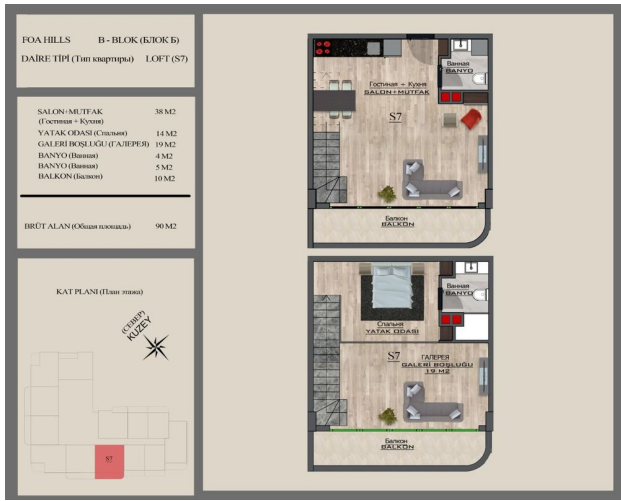 FOA HILLS B - BLOK (БЛОК Б)
DAİRE TİPİ (Тип квартиры) LOFT (S7)
SALON+MUTFAK 38 M2
(Гостиная + Кухня)
YATAK ODASI (Спальня) 14 M2
GALERİ BOŞLUĞU (ГАЛЕРЕЯ) 19 M2
BANYO (Ванная) 4 M2
BANYO (Ванная) 5 M2
BALKON (Балкон) 10 M2
BRÜT ALAN (Общая площадь) 90 M2
KAT PLANI (План этажа)
(СЕВЕР)
KUZEY
S7
Ванная
BANYO
Гостиная + Кухня
SALON+MUTFAK
S7
Балкон
BALKON
Ванная
BANYO
Спальня
YATAK ODASI
S7
ГАЛЕРЕЯ
GALERİ BOŞLUĞU
19 M2
Балкон
BALKON